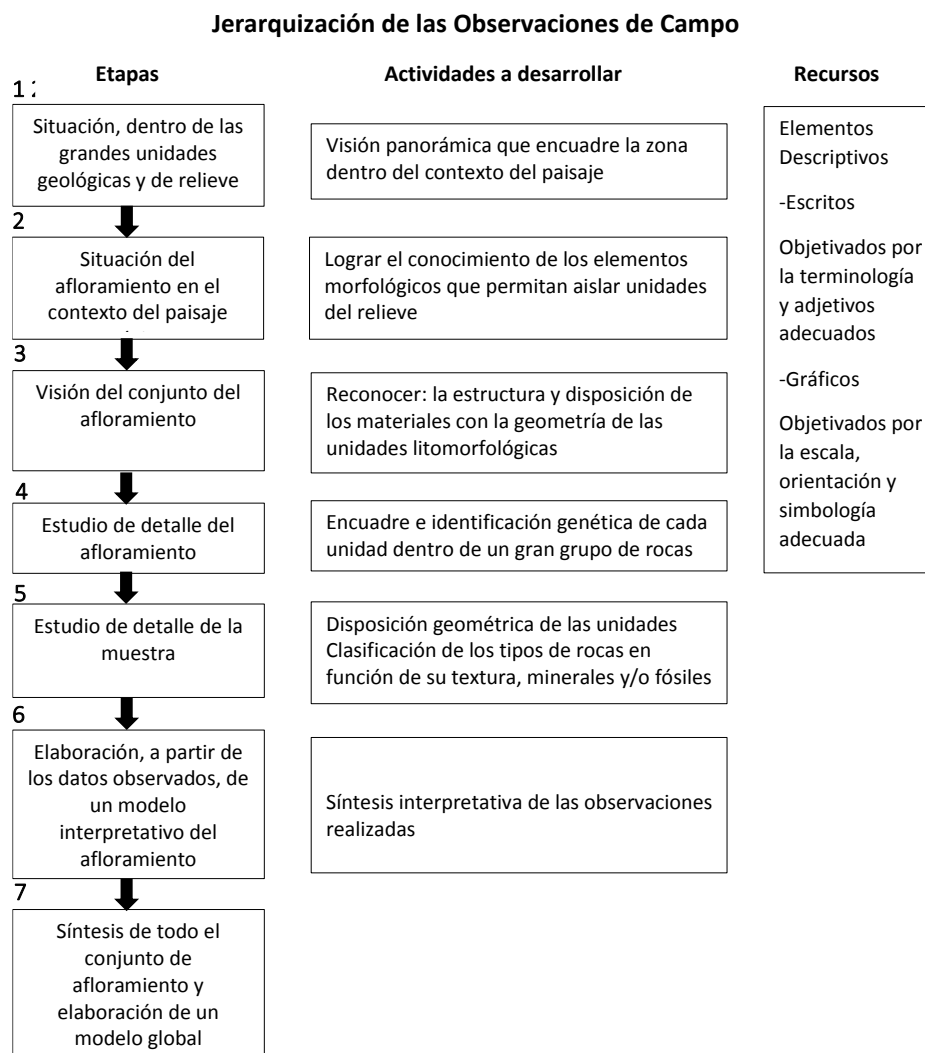 Jerarquización de las Observaciones de Campo
Etapas
Actividades a desarrollar
Recursos
1
Situación, dentro de las
grandes unidades
geológicas y de relieve
Visión panorámica que encuadre la zona
dentro del contexto del paisaje
2
Situación del
afloramiento en el
contexto del paisaje
Lograr el conocimiento de los elementos
morfológicos que permitan aislar unidades
del relieve
3
Visión del conjunto del
afloramiento
Reconocer: la estructura y disposición de
los materiales con la geometría de las
unidades litomorfológicas
4
Estudio de detalle del
afloramiento
Encuadre e identificación genética de cada
unidad dentro de un gran grupo de rocas
5
Estudio de detalle de la
muestra
Disposición geométrica de las unidades
Clasificación de los tipos de rocas en
función de su textura, minerales y/o fósiles
6
Elaboración, a partir de
los datos observados, de
un modelo
interpretativo del
afloramiento
Síntesis interpretativa de las observaciones
realizadas
7
Síntesis de todo el
conjunto de
afloramiento y
elaboración de un
modelo global
Elementos
Descriptivos
-Escritos
Objetivados por
la terminología
y adjetivos
adecuados
-Gráficos
Objetivados por
la escala,
orientación y
simbología
adecuada